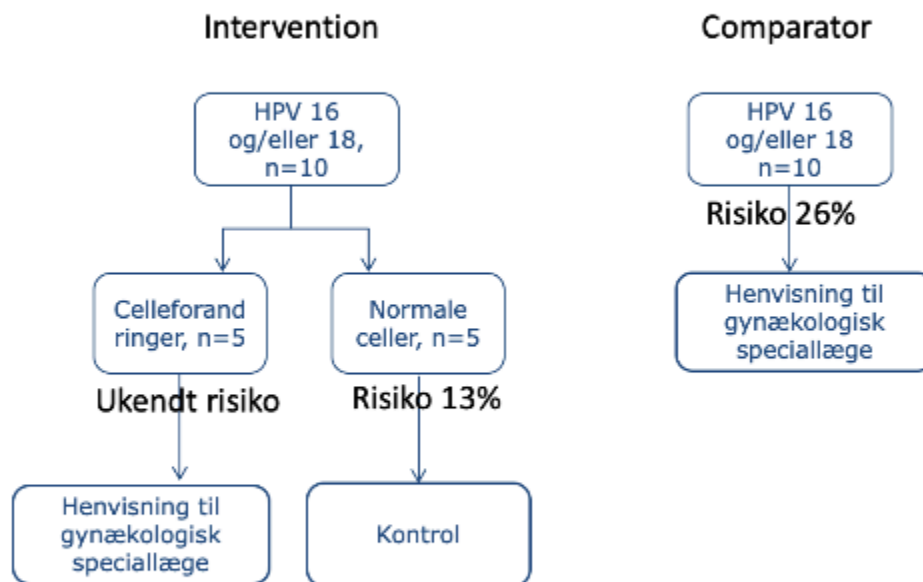 Intervention
Comparator
HPV 16
og/eller 18,
n=10
HPV 16
og/eller 18
n=10
Risiko 26%
Celleforand
ringer, n=5
Normale
celler, n=5
Henvisning til
gynækologisk
speciallæge
Ukendt risiko
Risiko 13%
Henvisning til
gynækologisk
speciallæge
Kontrol